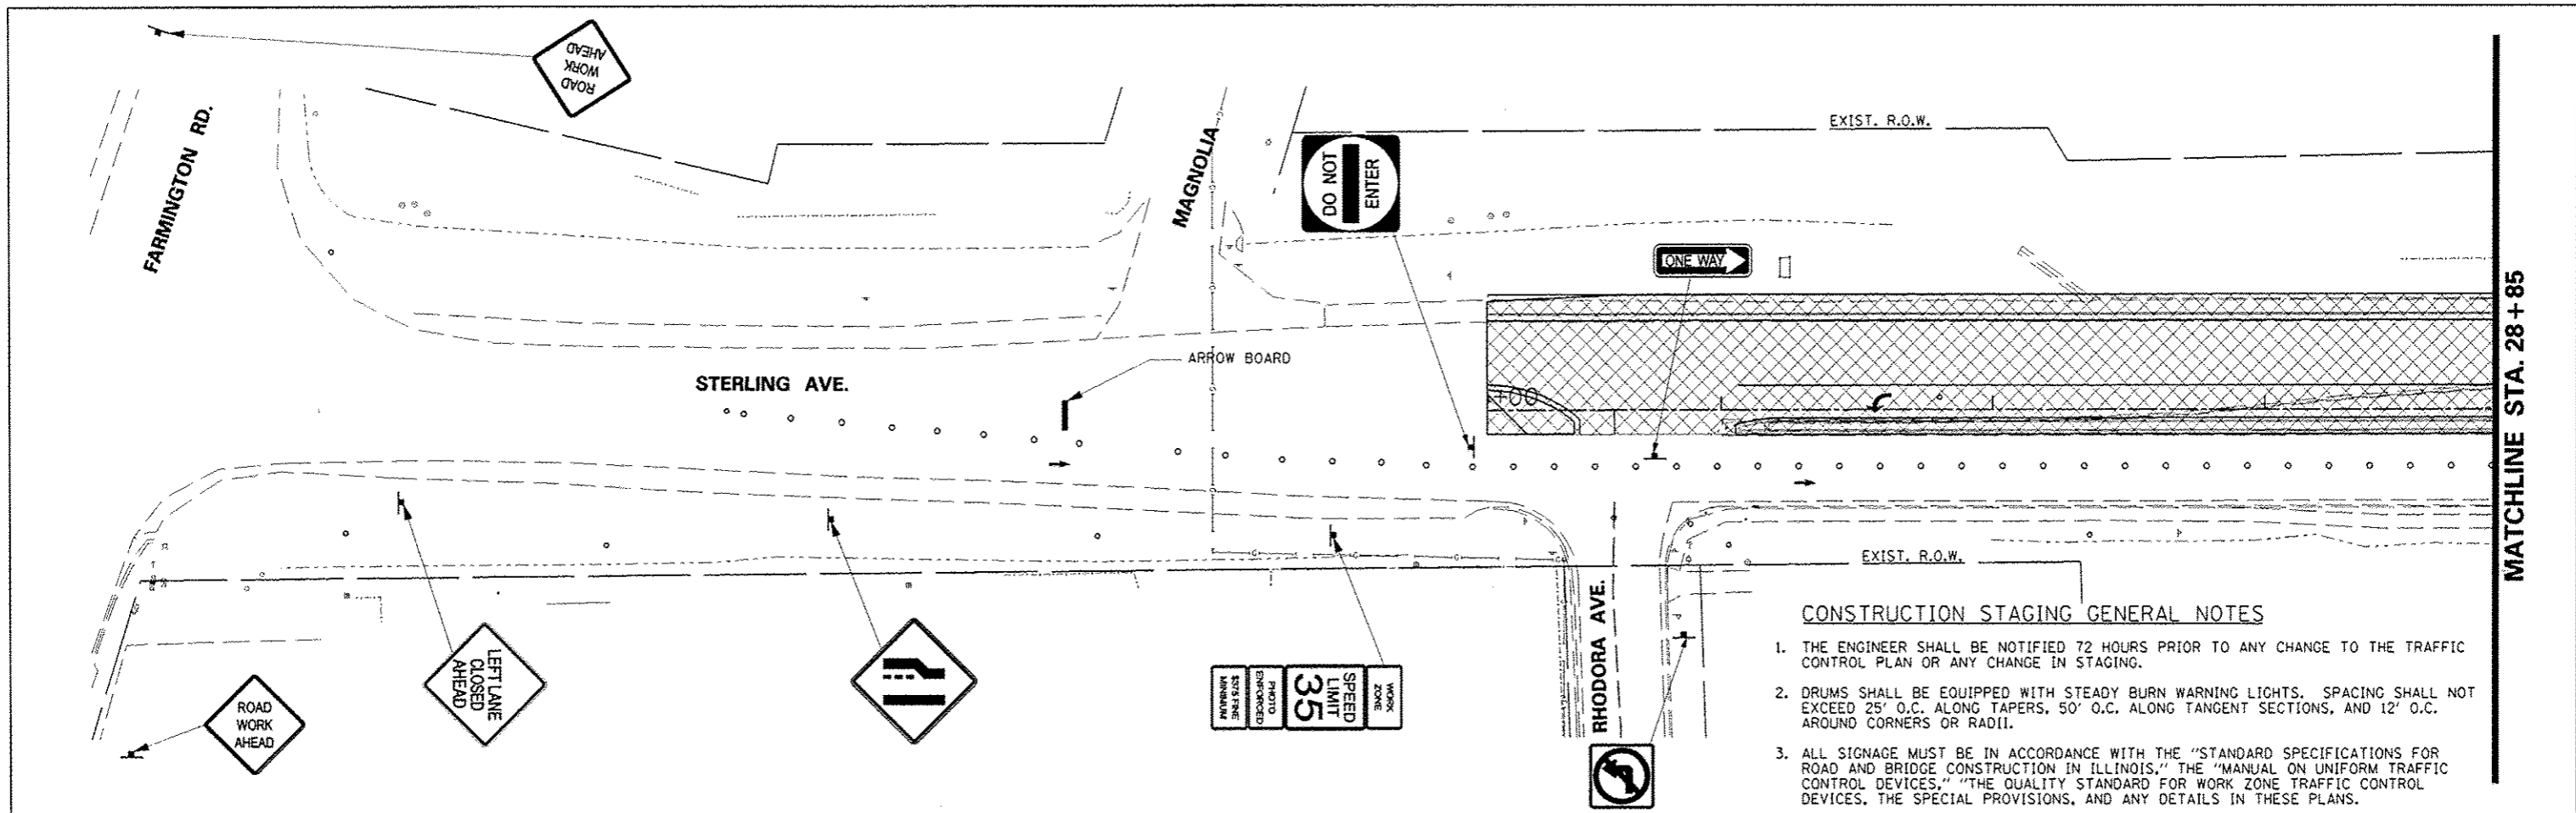 ROAD
WORK
AHEAD
FARMINGTON RD.
MAGNOLIA
DO NOT
ENTER
EXIST. R.O.W.
ONE WAY
ARROW BOARD
STERLING AVE.
+00
MATCHLINE STA. 28+85
ROAD
WORK
AHEAD
LEFT LANE
CLOSED
AHEAD
WORK
ZONE
SPEED
LIMIT
35
PHOTO
ENFORCED
$375 FINE
MINIMUM
RHODORA AVE.
EXIST. R.O.W.
CONSTRUCTION STAGING GENERAL NOTES
1. THE ENGINEER SHALL BE NOTIFIED 72 HOURS PRIOR TO ANY CHANGE TO THE TRAFFIC
CONTROL PLAN OR ANY CHANGE IN STAGING.
2. DRUMS SHALL BE EQUIPPED WITH STEADY BURN WARNING LIGHTS. SPACING SHALL NOT
EXCEED 25' O.C. ALONG TAPERS, 50' O.C. ALONG TANGENT SECTIONS, AND 12' O.C.
AROUND CORNERS OR RADII.
3. ALL SIGNAGE MUST BE IN ACCORDANCE WITH THE "STANDARD SPECIFICATIONS FOR
ROAD AND BRIDGE CONSTRUCTION IN ILLINOIS," THE "MANUAL ON UNIFORM TRAFFIC
CONTROL DEVICES," "THE QUALITY STANDARD FOR WORK ZONE TRAFFIC CONTROL
DEVICES, THE SPECIAL PROVISIONS, AND ANY DETAILS IN THESE PLANS.